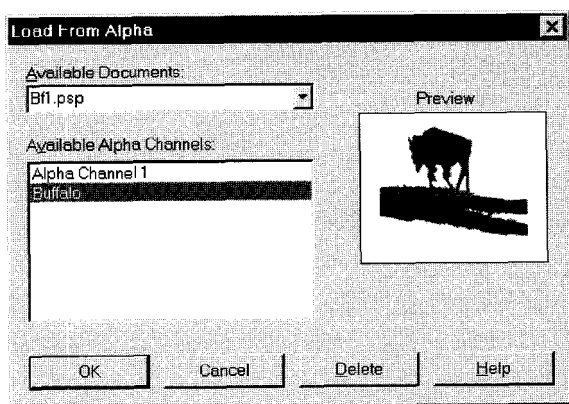 Load From Alpha
Available Documents:
Bf1.psp
Preview
Available Alpha Channels:
Alpha Channel 1
Buffalo
OK
Cancel
Delete
Help